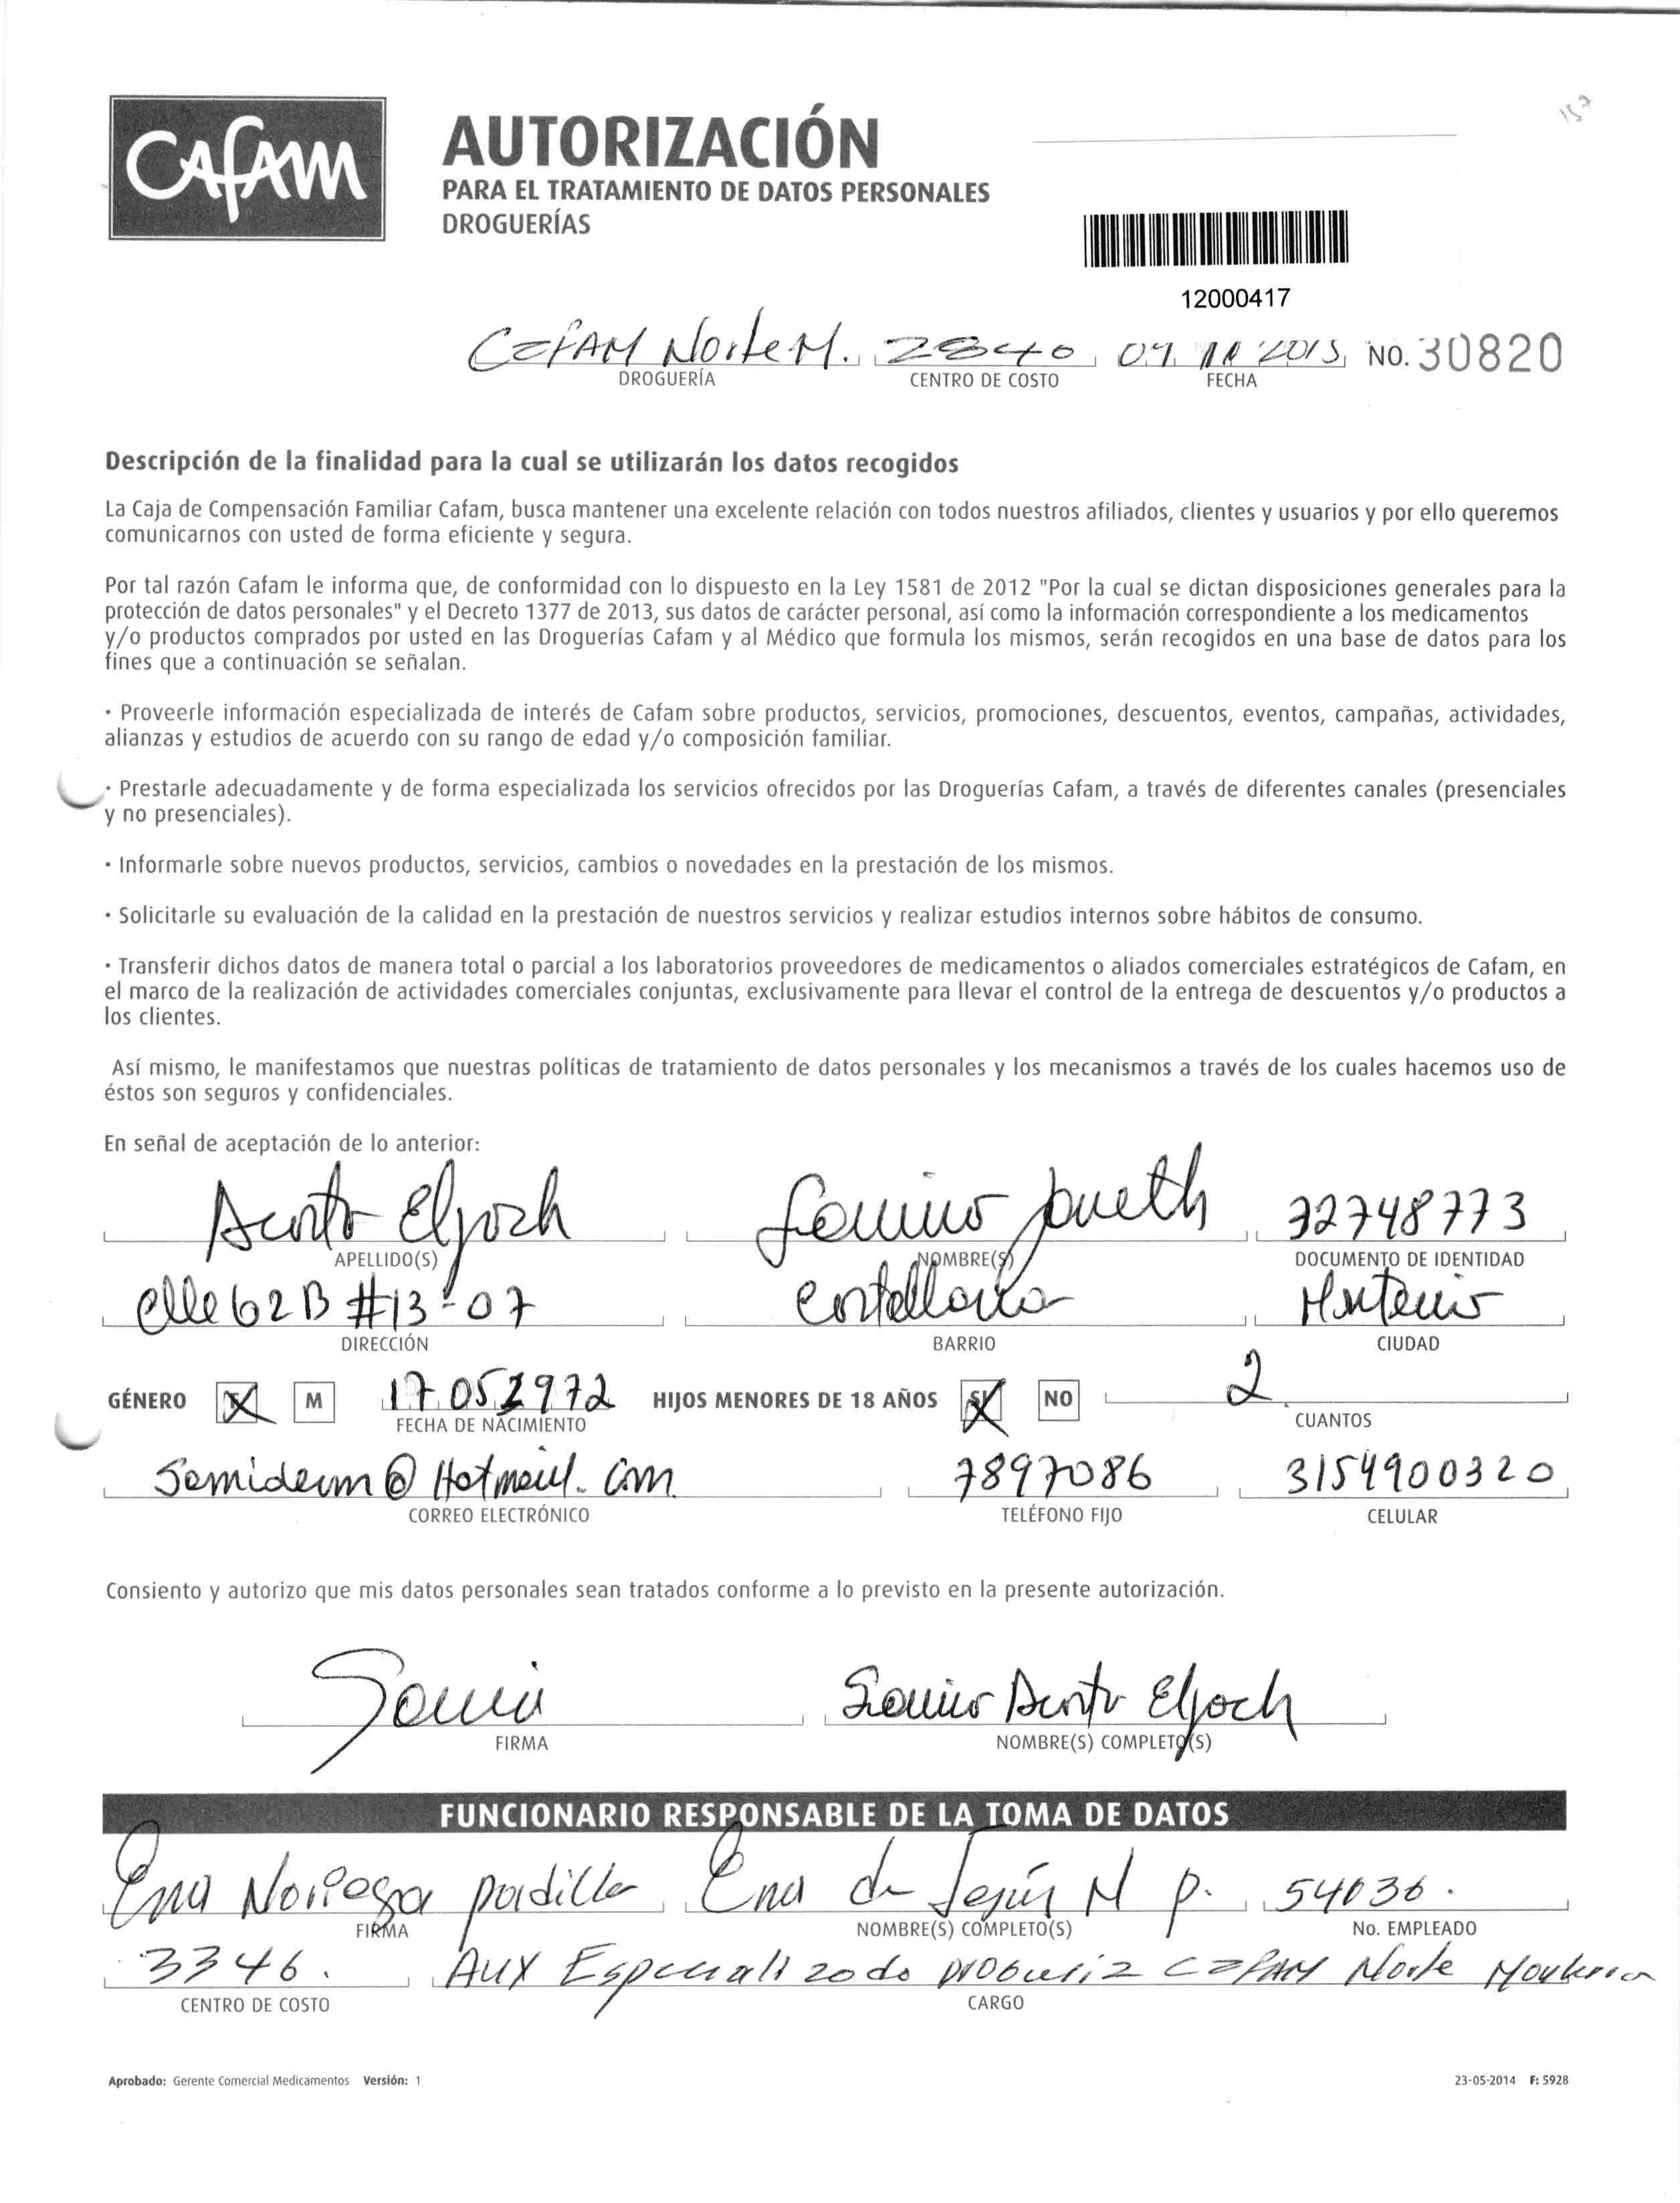 Cafam
AUTORIZACIÓN
PARA EL TRATAMIENTO DE DATOS PERSONALES
DROGUERÍAS
12000417
CAFAM Norte M. 2 11 2015 NO. 30820
DROGUERÍA CENTRO DE COSTO FECHA
Descripción de la finalidad para la cual se utilizarán los datos recogidos
La Caja de Compensación Familiar Cafam, busca mantener una excelente relación con todos nuestros afiliados, clientes y usuarios y por ello queremos
comunicarnos con usted de forma eficiente y segura.
Por tal razón Cafam le informa que, de conformidad con lo dispuesto en la Ley 1581 de 2012 "Por la cual se dictan disposiciones generales para la
protección de datos personales" y el Decreto 1377 de 2013, sus datos de carácter personal, así como la información correspondiente a los medicamentos
y/o productos comprados por usted en las Droguerías Cafam y al Médico que formula los mismos, serán recogidos en una base de datos para los
fines que a continuación se señalan.
· Proveerle información especializada de interés de Cafam sobre productos, servicios, promociones, descuentos, eventos, campañas, actividades,
alianzas y estudios de acuerdo con su rango de edad y/o composición familiar.
· Prestarle adecuadamente y de forma especializada los servicios ofrecidos por las Droguerías Cafam, a través de diferentes canales (presenciales
y no presenciales).
· Informarle sobre nuevos productos, servicios, cambios o novedades en la prestación de los mismos.
· Solicitarle su evaluación de la calidad en la prestación de nuestros servicios y realizar estudios internos sobre hábitos de consumo.
· Transferir dichos datos de manera total o parcial a los laboratorios proveedores de medicamentos o aliados comerciales estratégicos de Cafam, en
el marco de la realización de actividades comerciales conjuntas, exclusivamente para llevar el control de la entrega de descuentos y/o productos a
los clientes.
Así mismo, le manifestamos que nuestras políticas de tratamiento de datos personales y los mecanismos a través de los cuales hacemos uso de
éstos son seguros y confidenciales.
En señal de aceptación de lo anterior:
Eljach
APELLIDO(S) NOMBRE(S) DOCUMENTO DE IDENTIDAD
62B #13-07 Castellana Monteria
DIRECCIÓN BARRIO CIUDAD
GÉNERO M 17 05 1972 HIJOS MENORES DE 18 AÑOS SI NO 2
FECHA DE NACIMIENTO CUANTOS
@ Hotmail.com 7897086 3154900320
CORREO ELECTRÓNICO TELÉFONO FIJO CELULAR
Consiento y autorizo que mis datos personales sean tratados conforme a lo previsto en la presente autorización.
Eljach
FIRMA NOMBRE(S) COMPLETO(S)
FUNCIONARIO RESPONSABLE DE LA TOMA DE DATOS
Ena Noriega padilla Ena de Jesús N p. 54036.
FIRMA NOMBRE(S) COMPLETO(S) No. EMPLEADO
3346. Aux Especializado CAFAM Norte Monteria
CENTRO DE COSTO CARGO
Aprobado: Gerente Comercial Medicamentos Versión: 1 23-05-2014 F: 5928